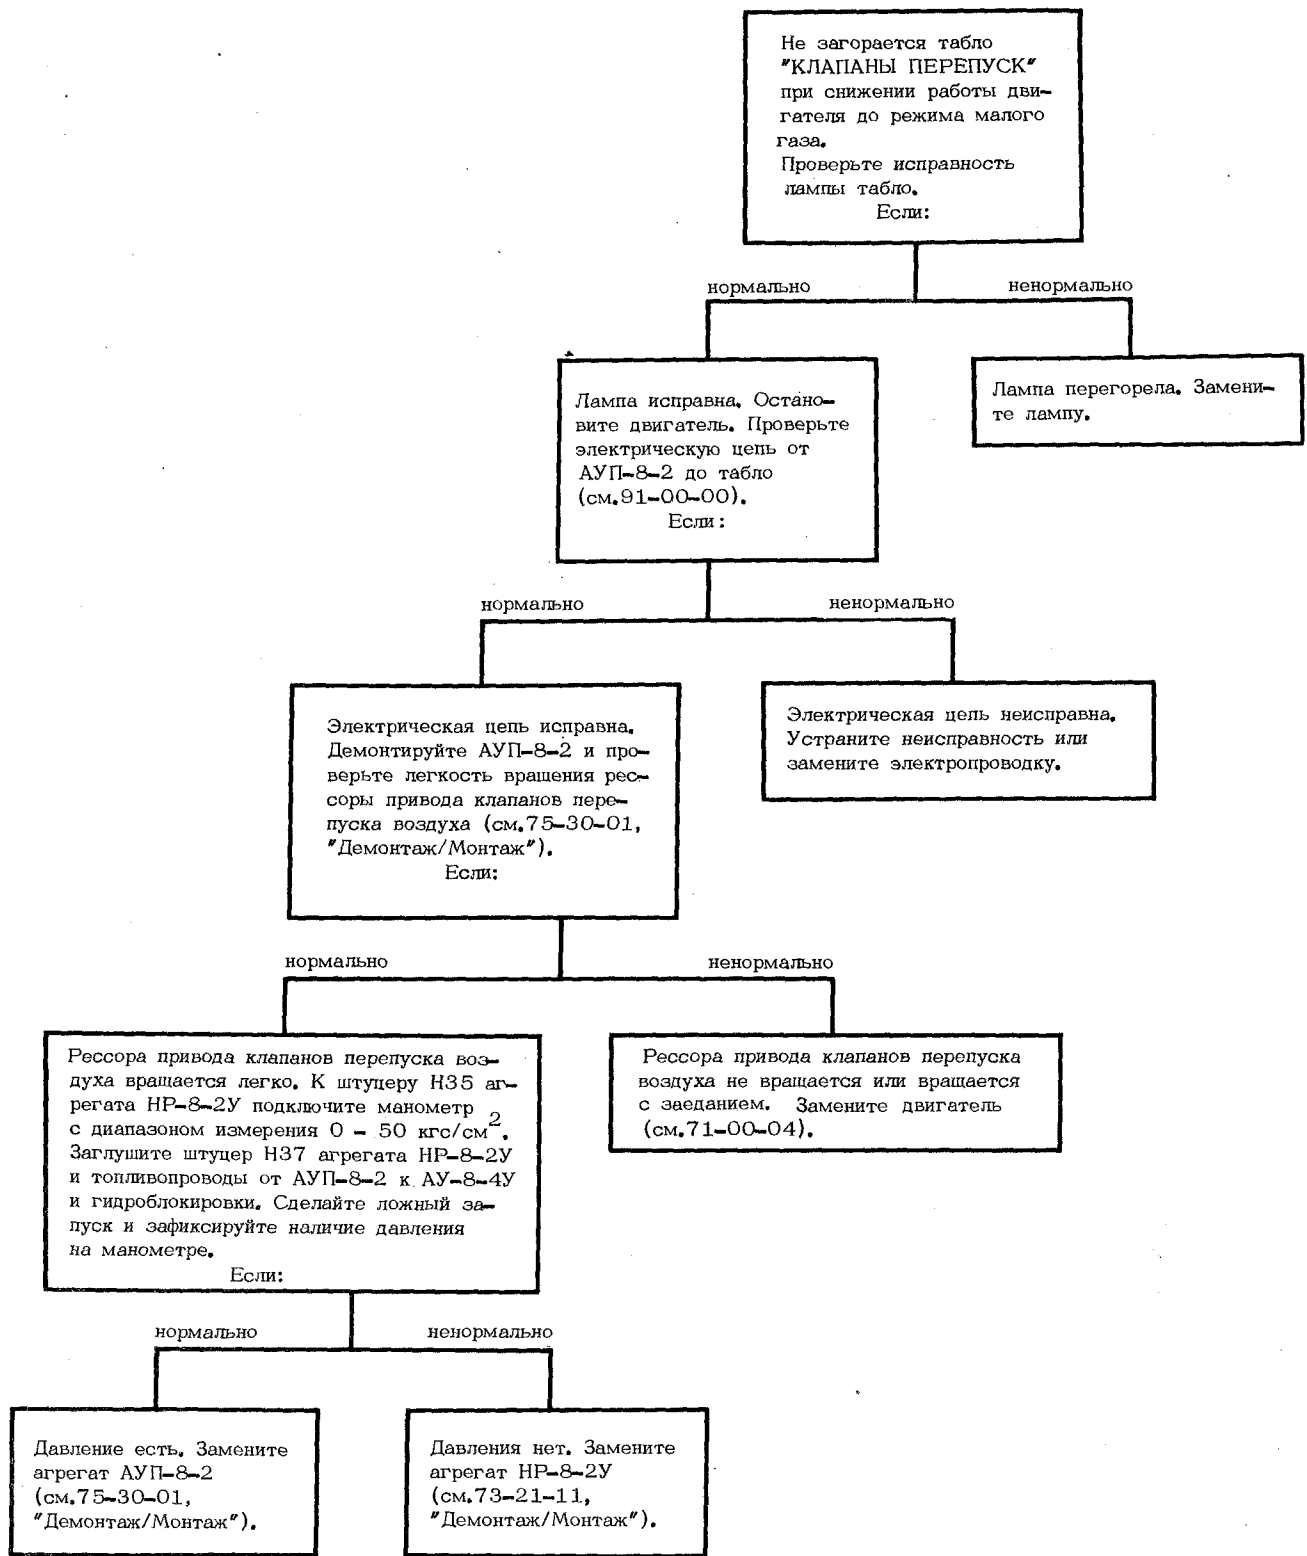 Не загорается табло
"КЛАПАНЫ ПЕРЕПУСК"
при снижении работы дви-
гателя до режима малого
газа.
Проверьте исправность
лампы табло.
Если:
нормально
ненормально
Лампа исправна. Остано-
вите двигатель. Проверьте
электрическую цепь от
АУП-8-2 до табло
(см.91-00-00).
Если:
Лампа перегорела. Замени-
те лампу.
нормально
ненормально
Электрическая цепь исправна.
Демонтируйте АУП-8-2 и про-
верьте легкость вращения рес-
соры привода клапанов пере-
пуска воздуха (см.75-30-01,
"Демонтаж/Монтаж").
Если:
Электрическая цепь неисправна.
Устраните неисправность или
замените электропроводку.
нормально
ненормально
Рессора привода клапанов перепуска воз-
духа вращается легко. К штуцеру Н35 аг-
регата НР-8-2У подключите манометр
с диапазоном измерения 0 - 50 кгс/см².
Заглушите штуцер Н37 агрегата НР-8-2У
и топливопроводы от АУП-8-2 к АУ-8-4У
и гидроблокировки. Сделайте ложный за-
пуск и зафиксируйте наличие давления
на манометре.
Если:
Рессора привода клапанов перепуска
воздуха не вращается или вращается
с заеданием. Замените двигатель
(см.71-00-04).
нормально
ненормально
Давление есть. Замените
агрегат АУП-8-2
(см.75-30-01,
"Демонтаж/Монтаж").
Давления нет. Замените
агрегат НР-8-2У
(см.73-21-11,
"Демонтаж/Монтаж").